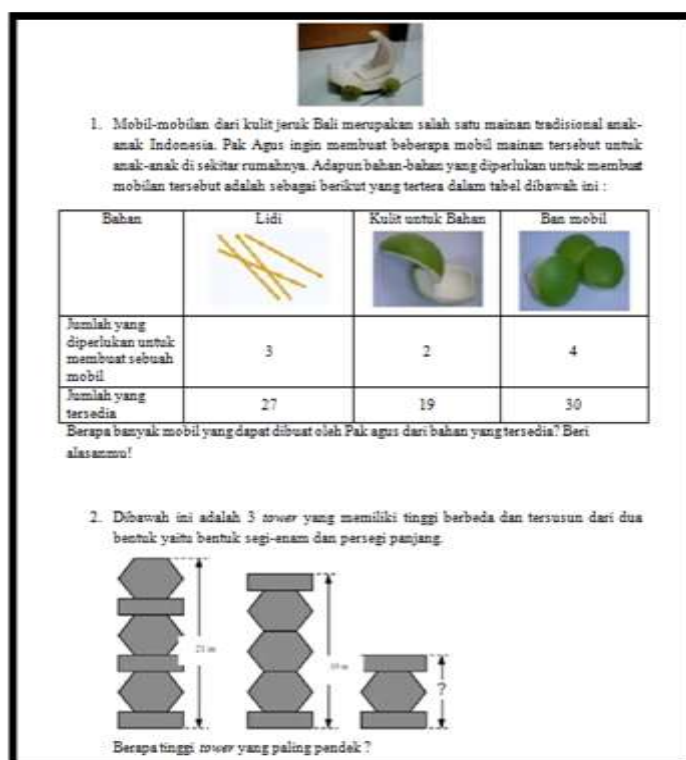 1. Mobil-mobilan dari kulit jeruk Bali merupakan salah satu mainan tradisional anak-
anak Indonesia. Pak Agus ingin membuat beberapa mobil mainan tersebut untuk
anak-anak di sekitar rumahnya. Adapun bahan-bahan yang diperlukan untuk membuat
mobilan tersebut adalah sebagai berikut yang tertera dalam tabel dibawah ini :
Bahan Lidi Kulit untuk Bahan Ban mobil
Jumlah yang
diperlukan untuk
membuat sebuah
mobil
3 2 4
Jumlah yang
tersedia
27 19 30
Berapa banyak mobil yang dapat dibuat oleh Pak agus dari bahan yang tersedia? Beri
alasanmu!
2. Dibawah ini adalah 3 tower yang memiliki tinggi berbeda dan tersusun dari dua
bentuk yaitu bentuk segi-enam dan persegi panjang.
21 m
?
Berapa tinggi tower yang paling pendek ?